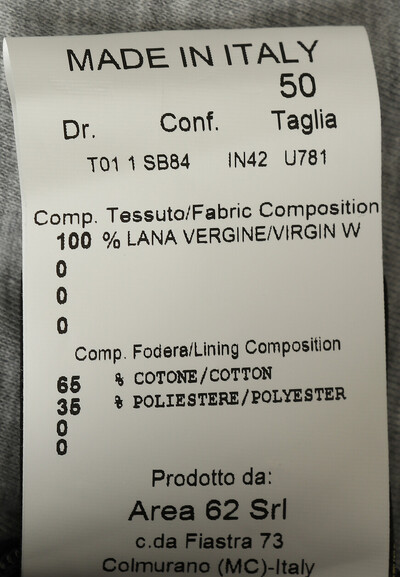 MADE IN ITALY
50
Dr. Conf. Taglia
T01 1 SB84 IN42 U781
Comp. Tessuto/Fabric Composition
100 % LANA VERGINE/VIRGIN W
0
0
0
Comp. Fodera/Lining Composition
65 % COTONE/COTTON
35 % POLIESTERE/POLYESTER
0
0
Prodotto da:
Area 62 Srl
c.da Fiastra 73
Colmurano (MC)-Italy